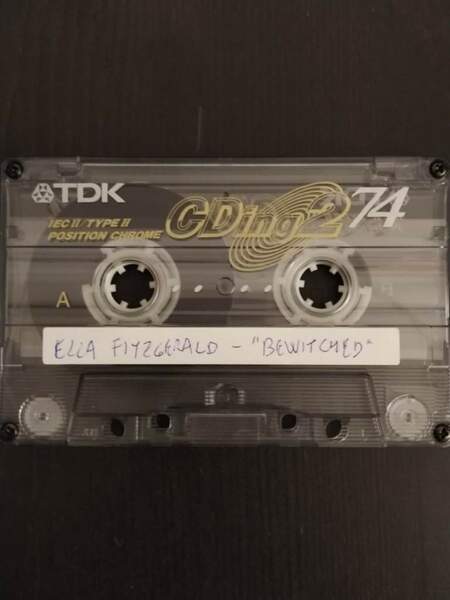 TDK
CDing2 74
IEC II/TYPE II
POSITION CHROME
A
ELLA FITZGERALD - "BEWITCHED"